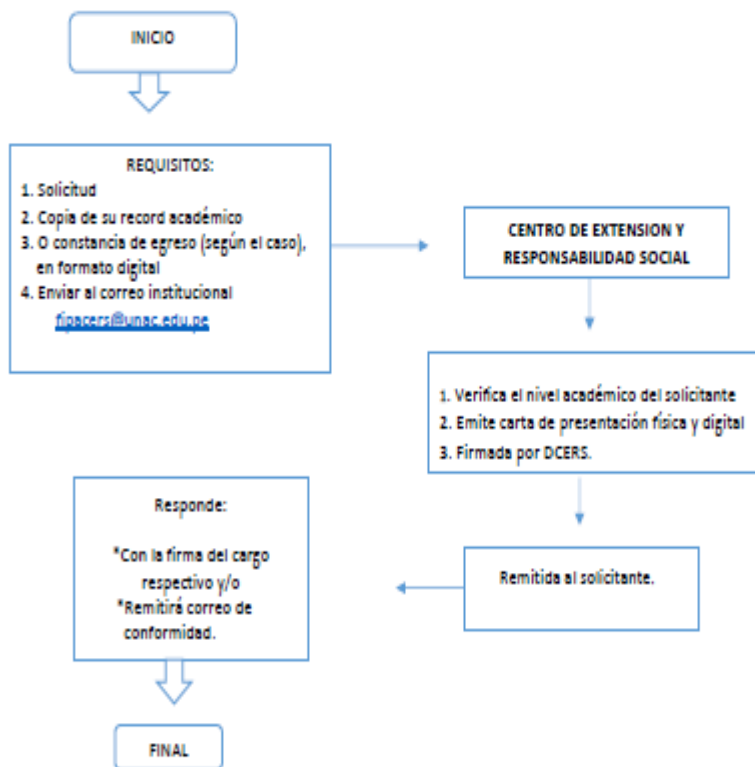 INICIO
REQUISITOS:
1. Solicitud
2. Copia de su record académico
3. O constancia de egreso (según el caso),
en formato digital
4. Enviar al correo institucional
fipacers@unac.edu.pe
CENTRO DE EXTENSION Y
RESPONSABILIDAD SOCIAL
1. Verifica el nivel académico del solicitante
2. Emite carta de presentación física y digital
3. Firmada por DCERS.
Remitida al solicitante.
Responde:
*Con la firma del cargo
respectivo y/o
*Remitirá correo de
conformidad.
FINAL